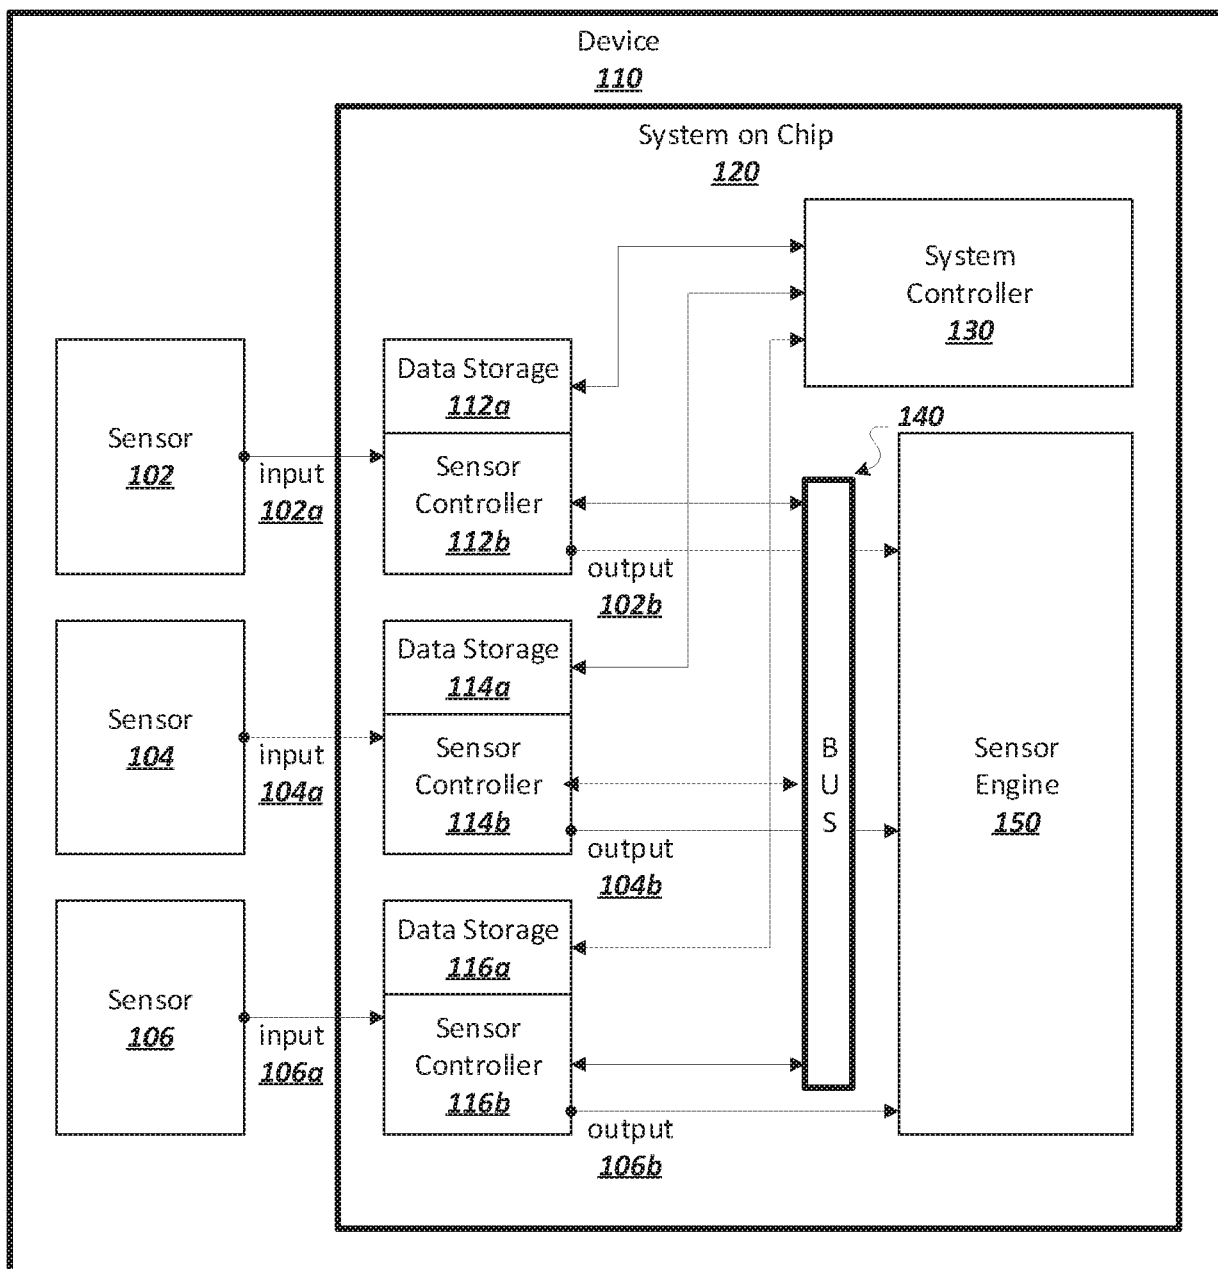 Device
110
System on Chip
120
System
Controller
130
140
Sensor
102
input
102a
Data Storage
112a
Sensor
Controller
112b
output
102b
Sensor
104
input
104a
Data Storage
114a
Sensor
Controller
114b
output
104b
Sensor
106
input
106a
Data Storage
116a
Sensor
Controller
116b
output
106b
B
U
S
Sensor
Engine
150